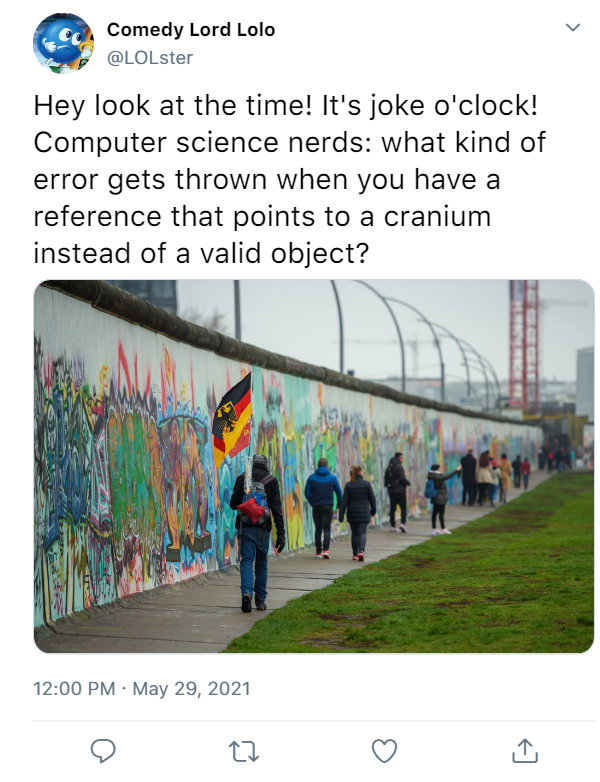 Comedy Lord Lolo
@LOLster
Hey look at the time! It's joke o'clock!
Computer science nerds: what kind of
error gets thrown when you have a
reference that points to a cranium
instead of a valid object?
12:00 PM · May 29, 2021